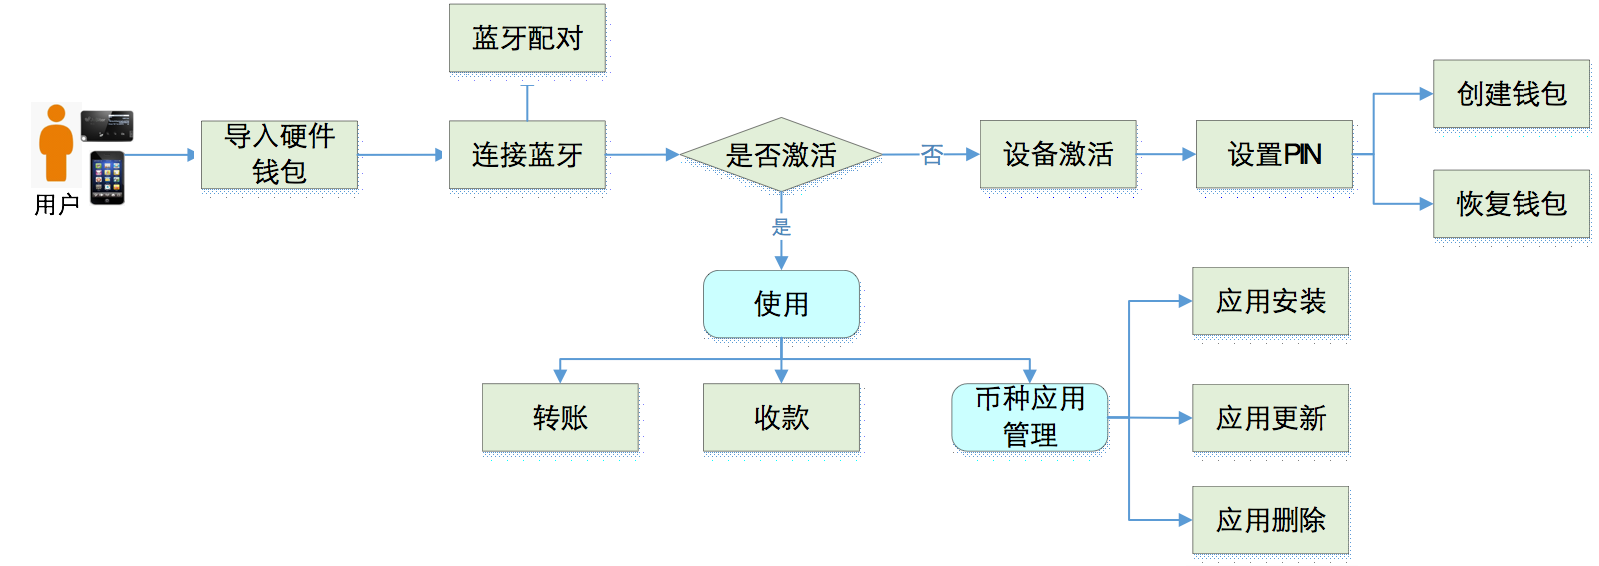 蓝牙配对
用户
导入硬件
钱包
连接蓝牙
是否激活
否
设备激活
设置PIN
创建钱包
恢复钱包
是
使用
转账
收款
币种应用
管理
应用安装
应用更新
应用删除